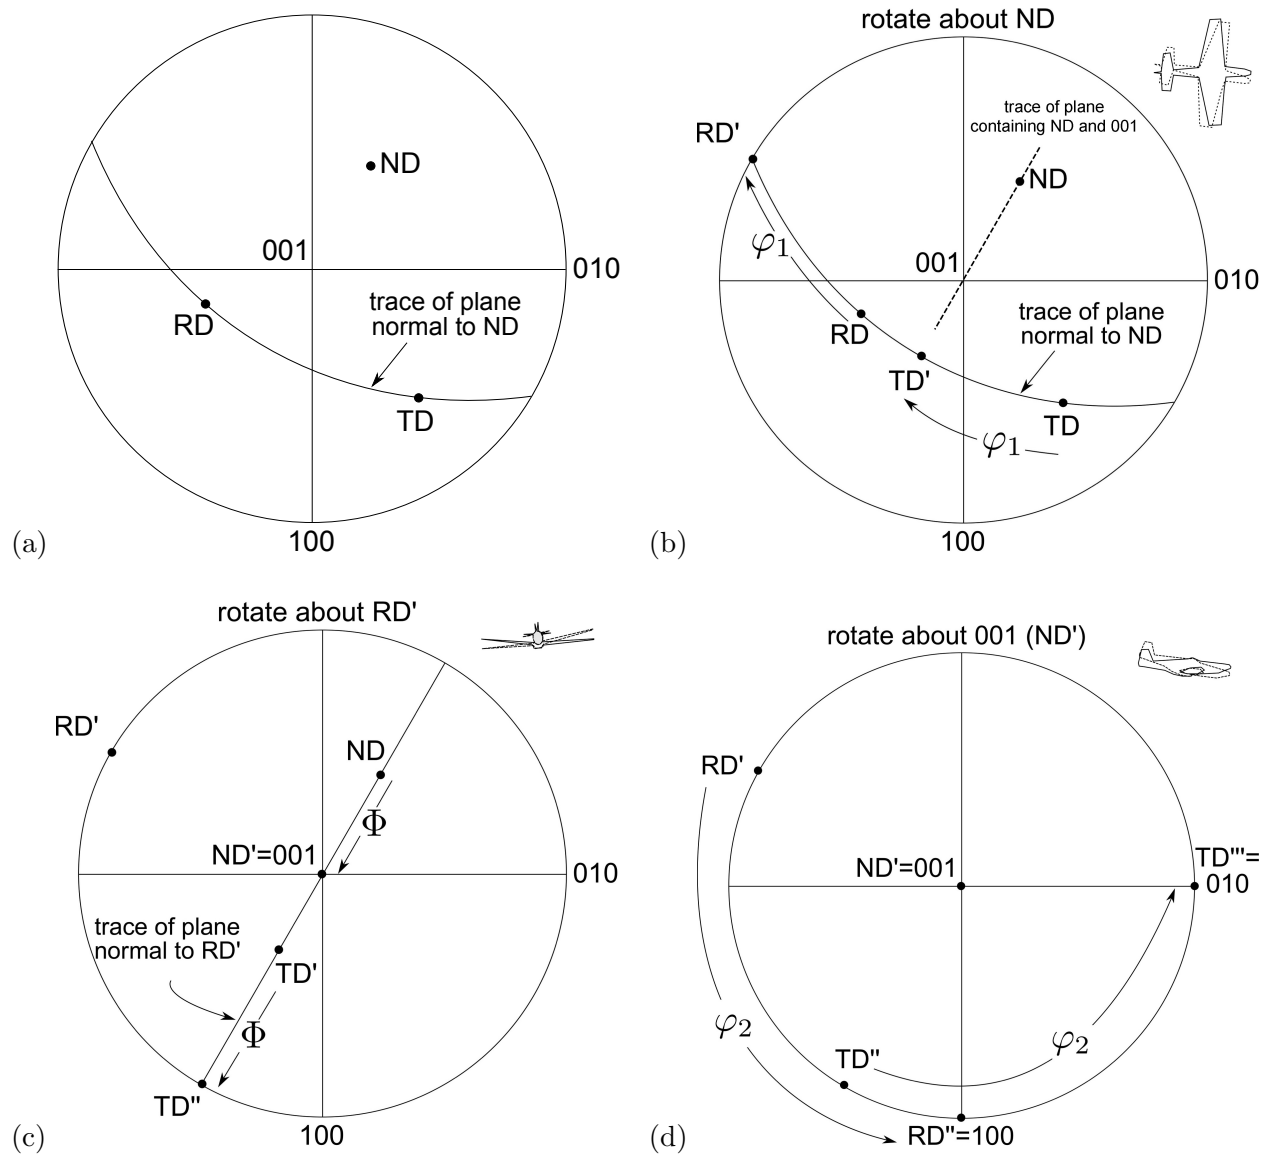 ND
001
010
RD
trace of plane
normal to ND
TD
100
(a)
rotate about ND
trace of plane
containing ND and 001
RD'
ND
φ1
001
010
RD
trace of plane
normal to ND
TD'
TD
φ1
100
(b)
rotate about RD'
RD'
ND
Φ
ND'=001
010
trace of plane
normal to RD'
TD'
Φ
TD''
100
(c)
rotate about 001 (ND')
RD'
TD'''=
ND'=001
010
φ2
φ2
TD''
RD''=100
(d)